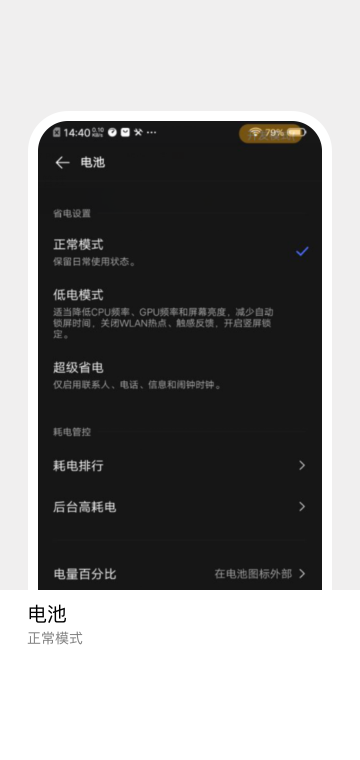 14:40
79%
电池
省电设置
正常模式
保留日常使用状态。
低电模式
适当降低CPU频率、GPU频率和屏幕亮度，减少自动
锁屏时间，关闭WLAN热点、触感反馈，开启竖屏锁
定。
超级省电
仅启用联系人、电话、信息和闹钟时钟。
耗电管控
耗电排行
后台高耗电
电量百分比 在电池图标外部
电池
正常模式